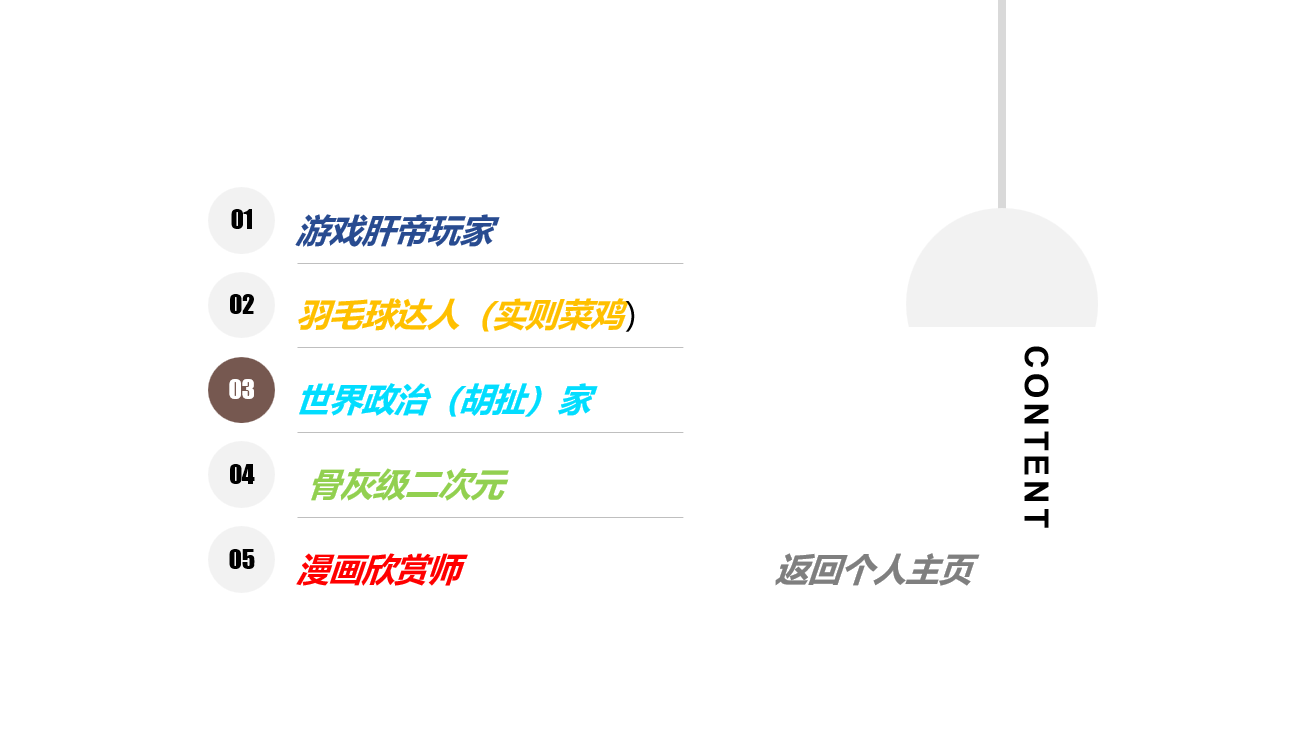 01
游戏肝帝玩家
02
羽毛球达人（实则菜鸡）
03
世界政治（胡扯）家
04
骨灰级二次元
05
漫画欣赏师
返回个人主页
CONTENT